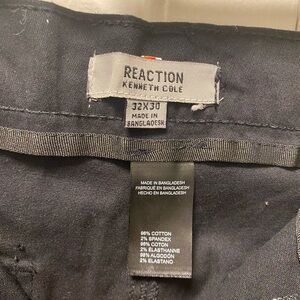 REACTION
KENNETH COLE
32X30
MADE IN
BANGLADESH
MADE IN BANGLADESH
FABRIQUÉ EN BANGLADESH
HECHO EN BANGLADESH
98% COTTON
2% SPANDEX
98% COTON
2% ELASTHANNE
98% ALGODON
2% ELASTANO